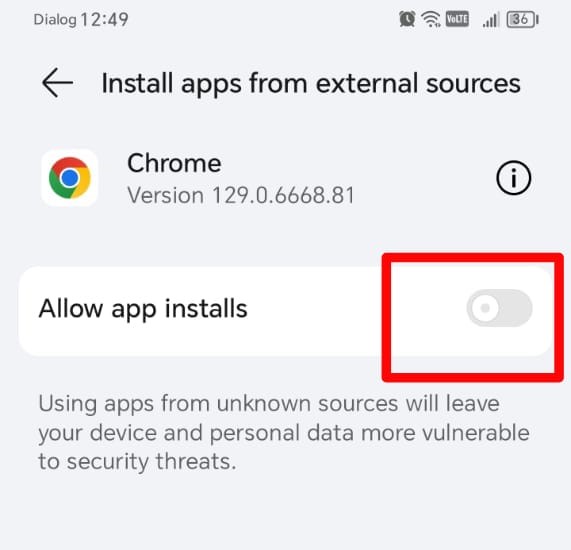 Dialog 12:49 VoLTE 36
Install apps from external sources
Chrome
Version 129.0.6668.81
Allow app installs
Using apps from unknown sources will leave
your device and personal data more vulnerable
to security threats.